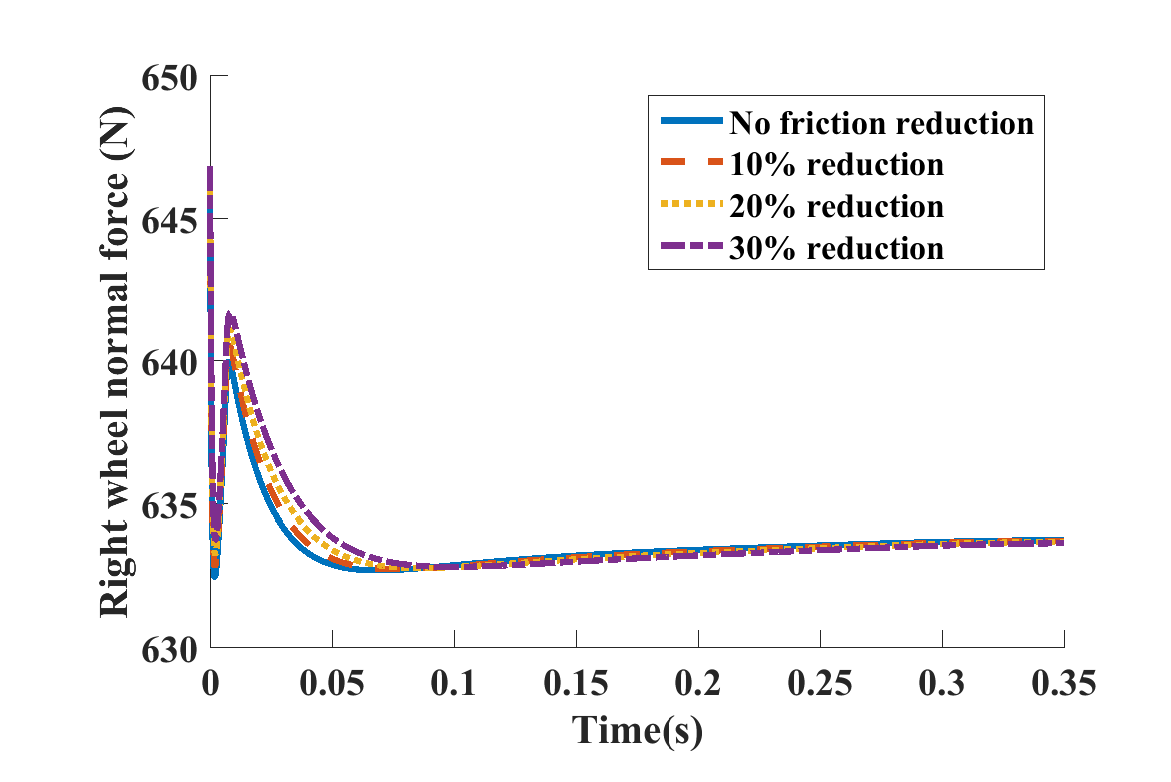 650
645
640
635
630
Right wheel normal force (N)
No friction reduction
10% reduction
20% reduction
30% reduction
0 0.05 0.1 0.15 0.2 0.25 0.3 0.35
Time(s)